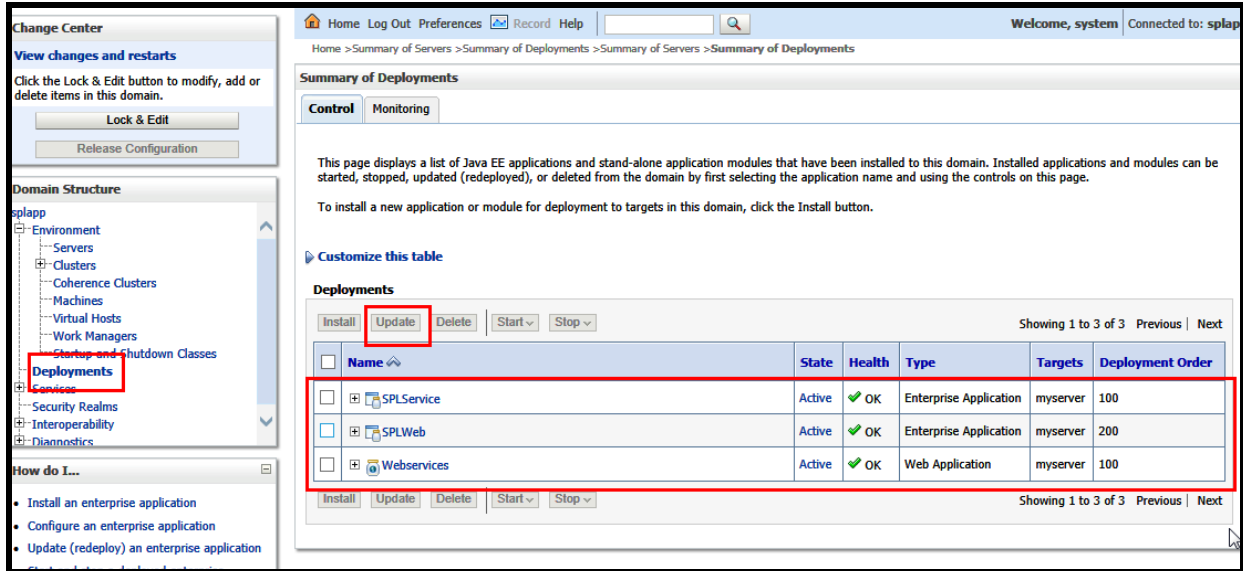 Change Center
View changes and restarts
Click the Lock & Edit button to modify, add or
delete items in this domain.
Lock & Edit
Release Configuration
Domain Structure
splapp
Environment
Servers
Clusters
Coherence Clusters
Machines
Virtual Hosts
Work Managers
Startup and Shutdown Classes
Deployments
Services
Security Realms
Interoperability
Diagnostics
How do I...
Install an enterprise application
Configure an enterprise application
Update (redeploy) an enterprise application
Home Log Out Preferences Record Help
Welcome, system Connected to: splap
Home >Summary of Servers >Summary of Deployments >Summary of Servers >Summary of Deployments
Summary of Deployments
Control Monitoring
This page displays a list of Java EE applications and stand-alone application modules that have been installed to this domain. Installed applications and modules can be
started, stopped, updated (redeployed), or deleted from the domain by first selecting the application name and using the controls on this page.
To install a new application or module for deployment to targets in this domain, click the Install button.
Customize this table
Deployments
Install Update Delete Start Stop
Showing 1 to 3 of 3 Previous | Next
Name State Health Type Targets Deployment Order
SPLService Active OK Enterprise Application myserver 100
SPLWeb Active OK Enterprise Application myserver 200
Webservices Active OK Web Application myserver 100
Install Update Delete Start Stop
Showing 1 to 3 of 3 Previous | Next